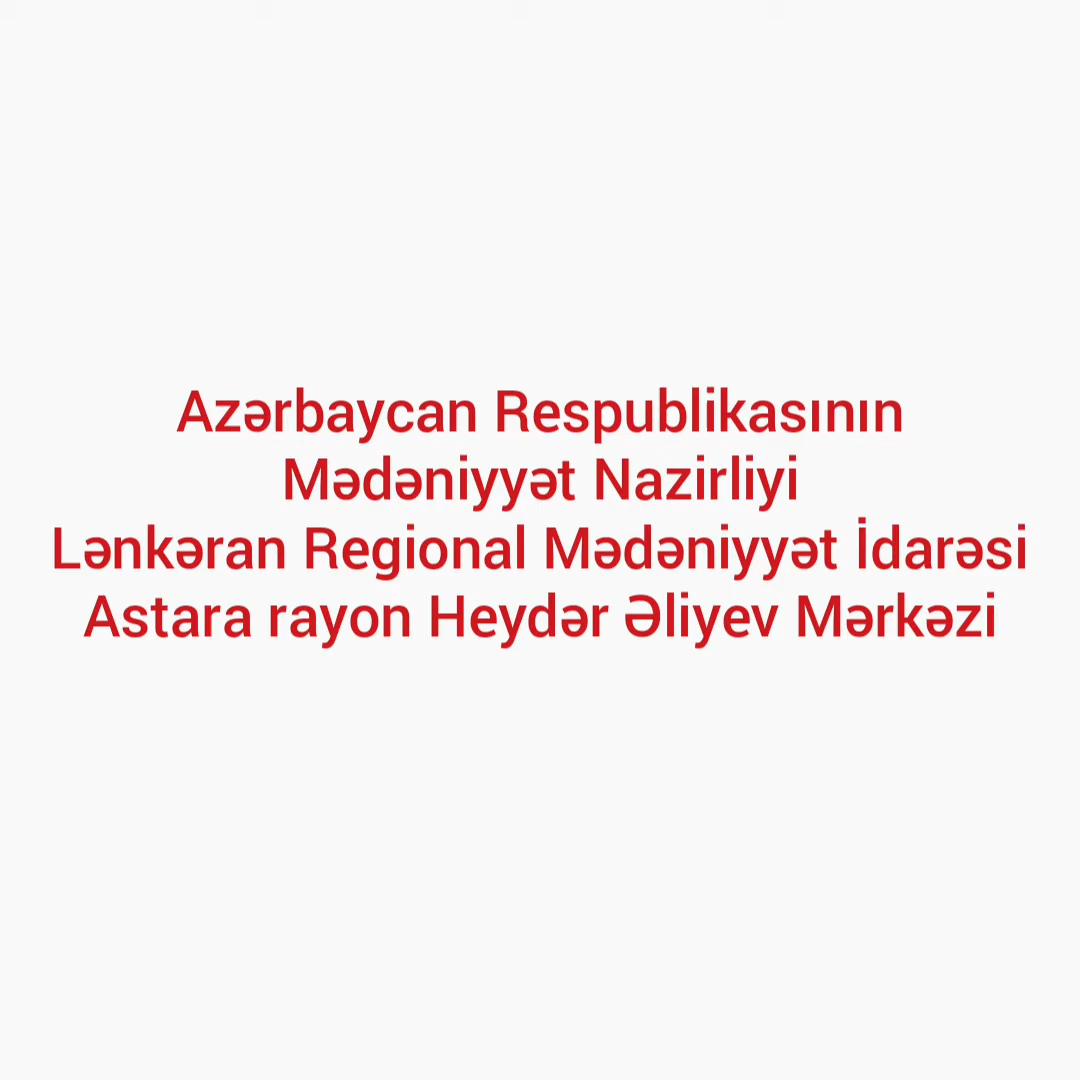 Azərbaycan Respublikasının
Mədəniyyət Nazirliyi
Lənkəran Regional Mədəniyyət İdarəsi
Astara rayon Heydər Əliyev Mərkəzi